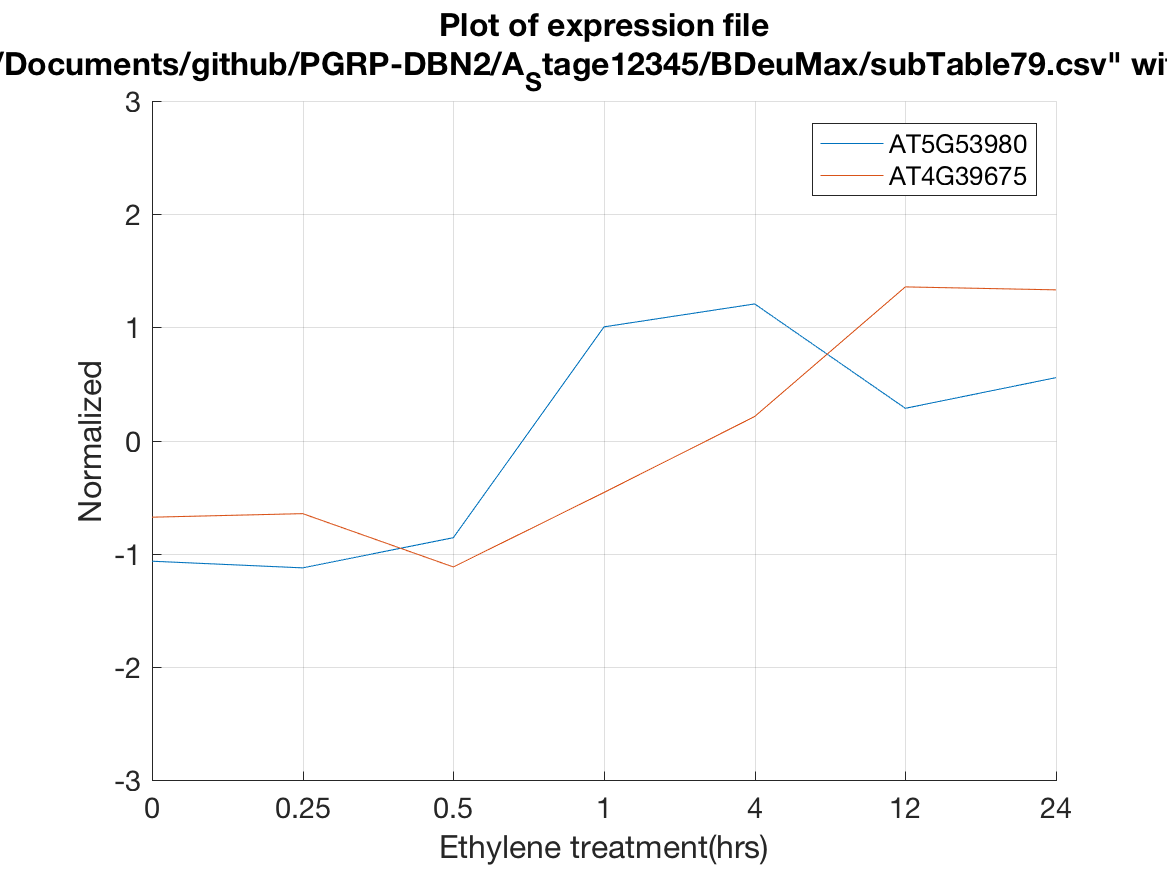 Plot of expression file
/Documents/github/PGRP-DBN2/AStage12345/BDeuMax/subTable79.csv" wi
3
2
1
0
-1
-2
-3
Normalized
AT5G53980
AT4G39675
0 0.25 0.5 1 4 12 24
Ethylene treatment(hrs)